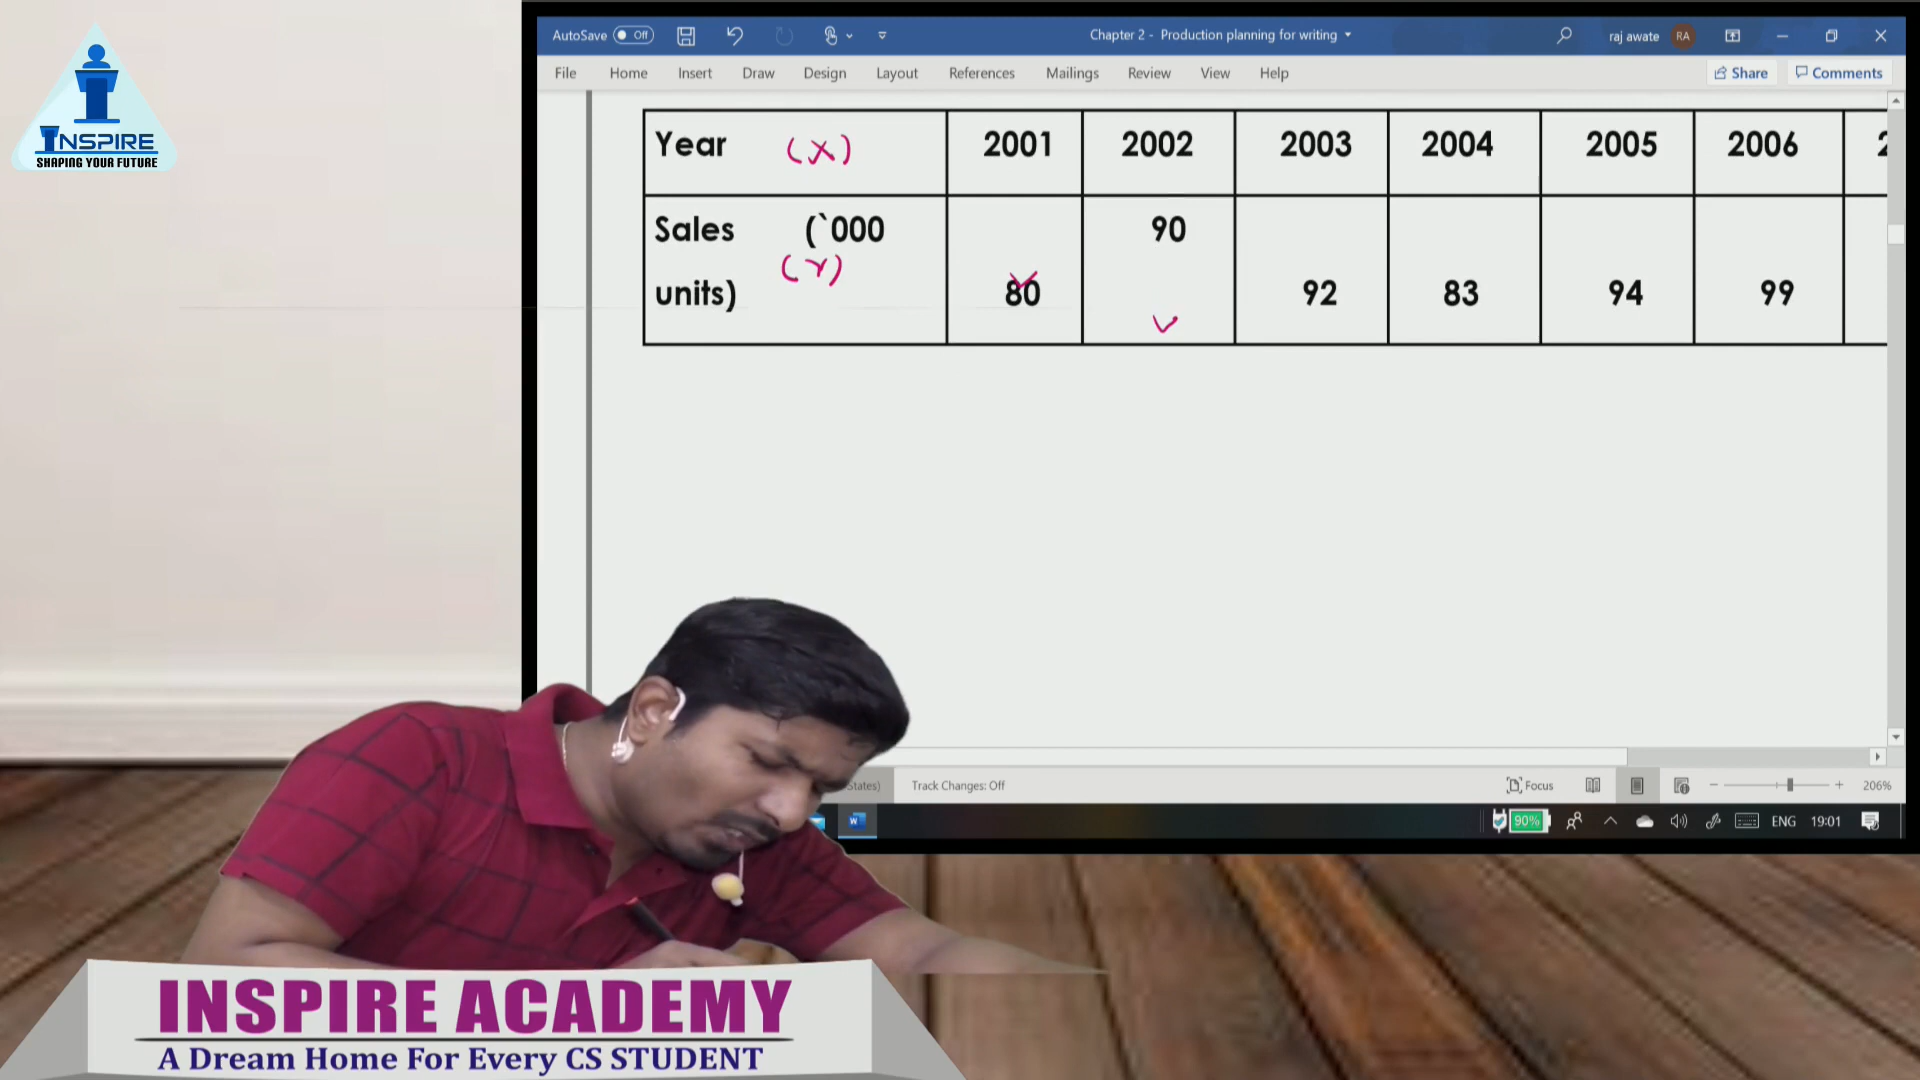 INSPIRE
SHAPING YOUR FUTURE
AutoSave Off
Chapter 2 - Production planning for writing
raj awate RA
File Home Insert Draw Design Layout References Mailings Review View Help
Share Comments
Year (X) 2001 2002 2003 2004 2005 2006 2
Sales (`000 90
(Y)
units) 80 92 83 94 99
States) Track Changes: Off
Focus 206%
90% ENG 19:01
INSPIRE ACADEMY
A Dream Home For Every CS STUDENT